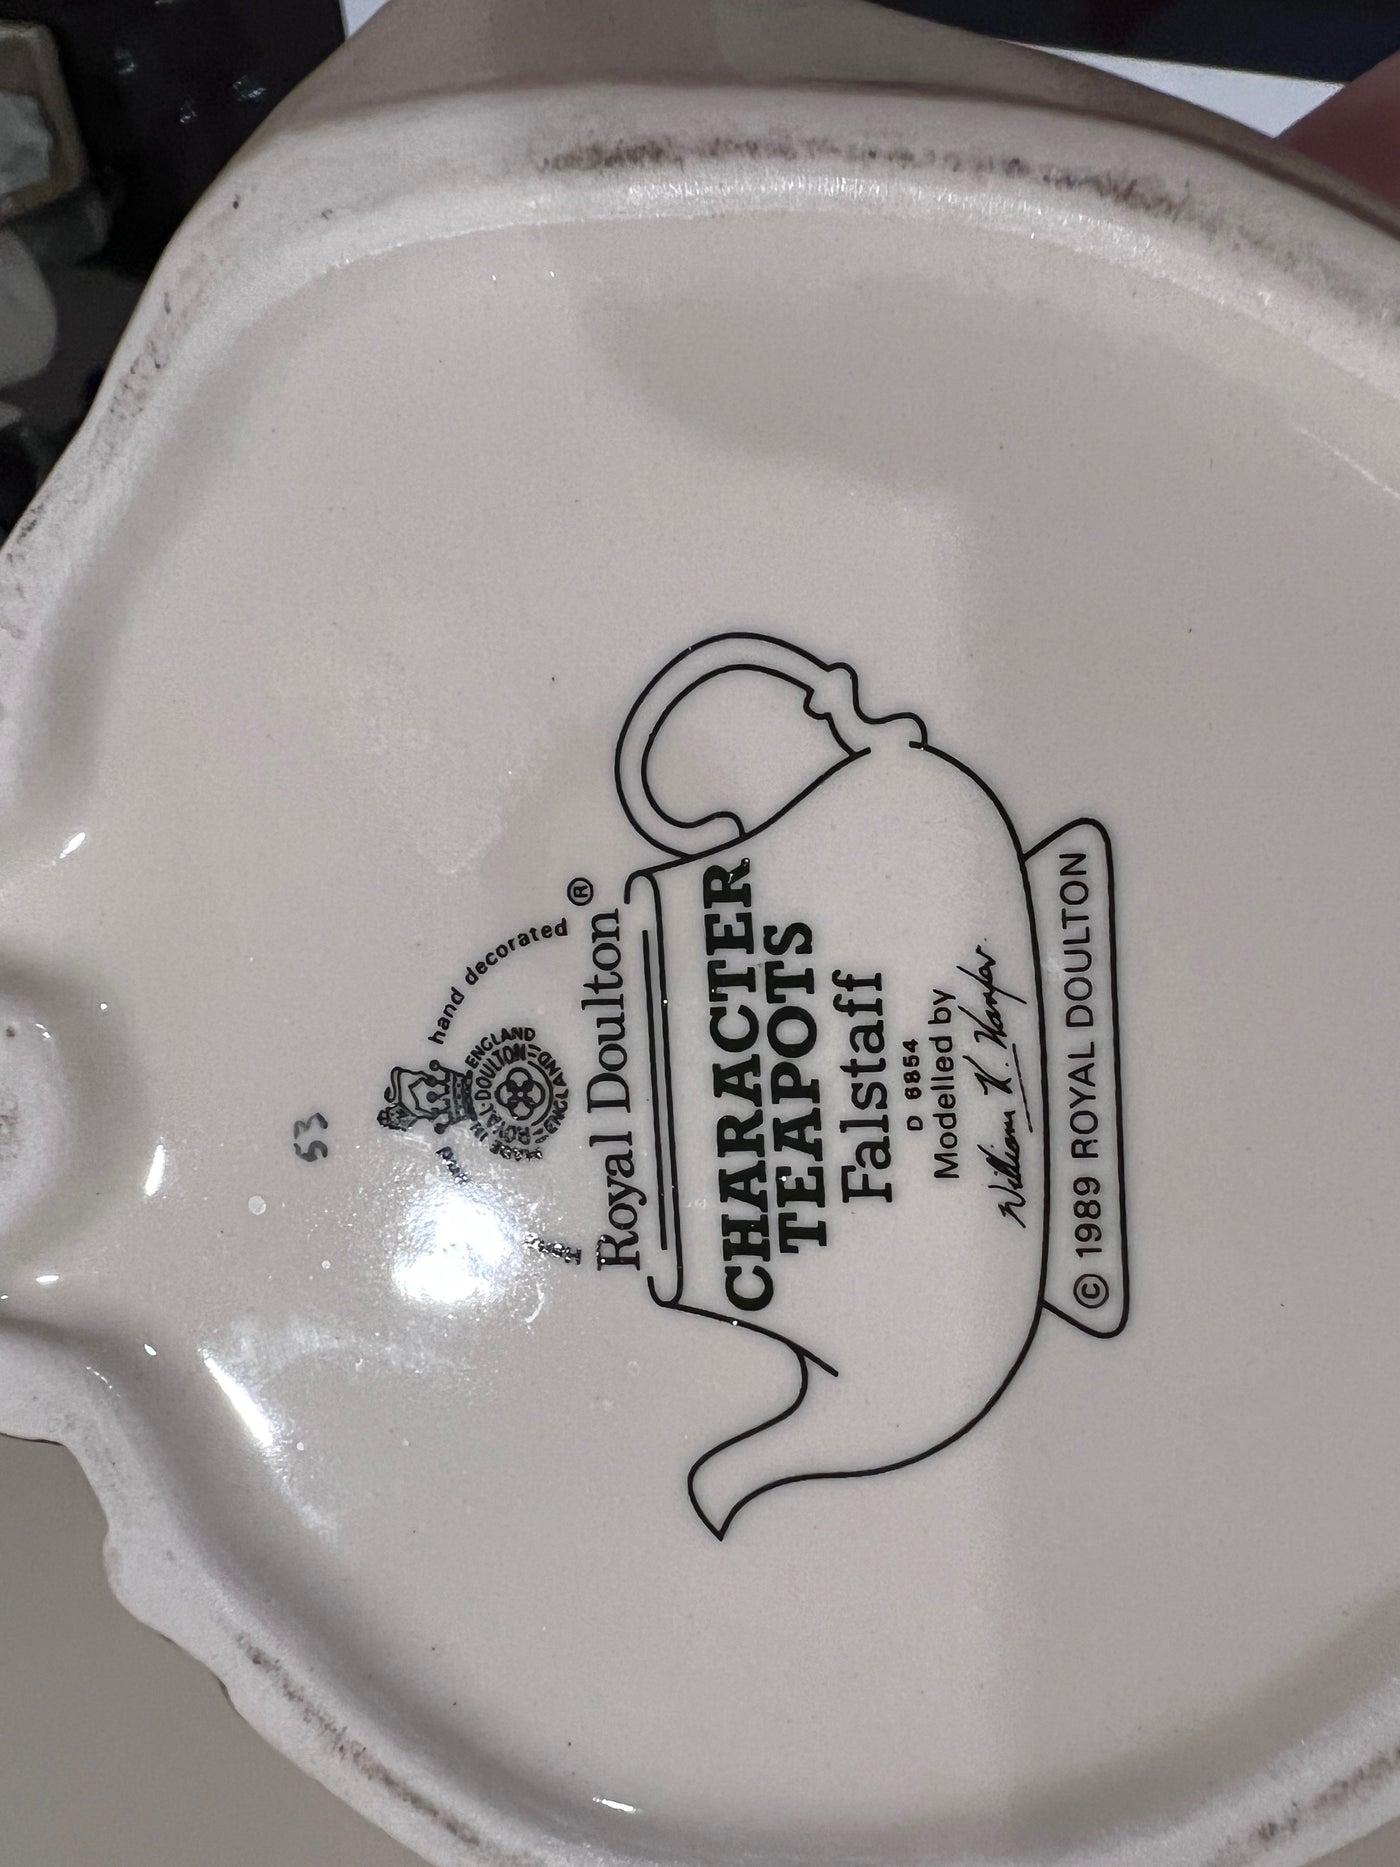 53
hand decorated
MADE IN ENGLAND
ROYAL-DOULTON
ENGLAND
Royal Doulton ®
CHARACTER
TEAPOTS
Falstaff
D 6854
Modelled by
William K. Harper
© 1989 ROYAL DOULTON